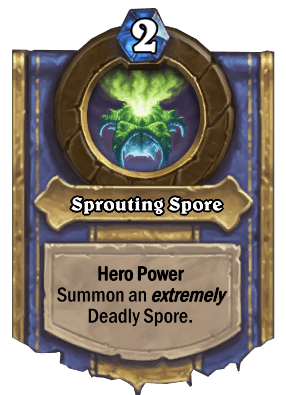 2
Sprouting Spore
Hero Power
Summon an extremely
Deadly Spore.